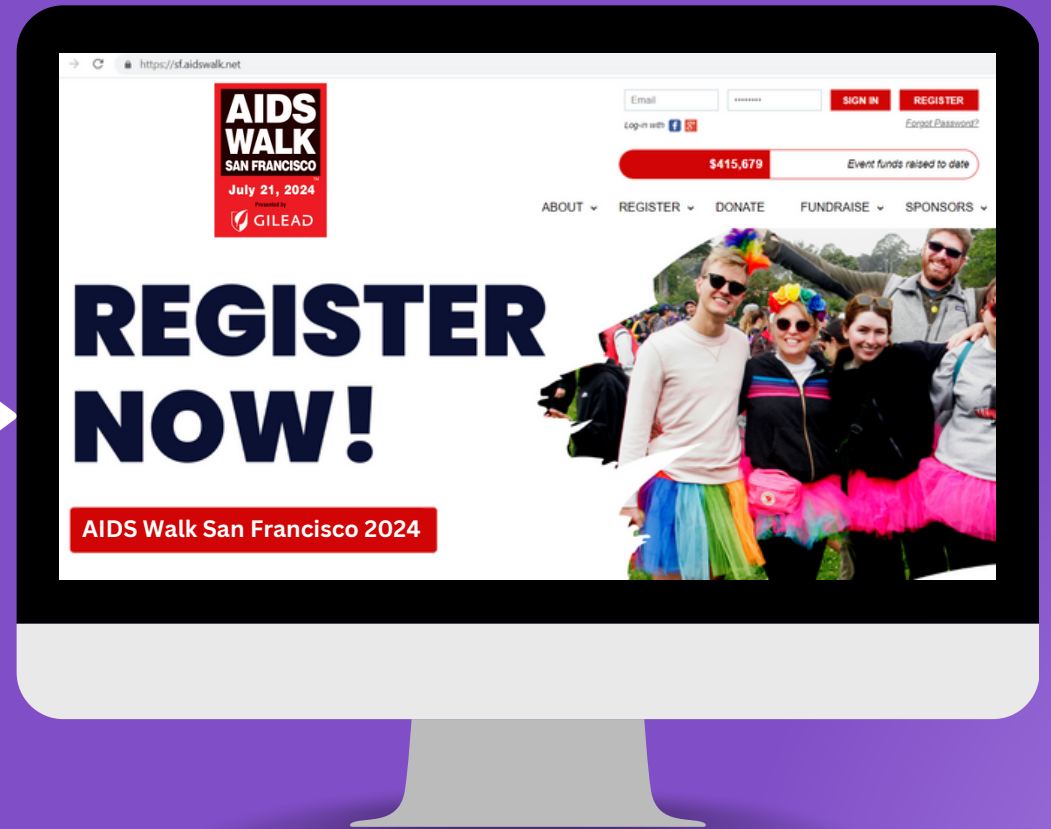 https://sf.aidswalk.net
AIDS
WALK
SAN FRANCISCO
TM
July 21, 2024
Presented by
GILEAD
Email
SIGN IN
REGISTER
Log-in with f g+
Forgot Password?
$415,679 Event funds raised to date
ABOUT REGISTER DONATE FUNDRAISE SPONSORS
REGISTER
NOW!
AIDS Walk San Francisco 2024